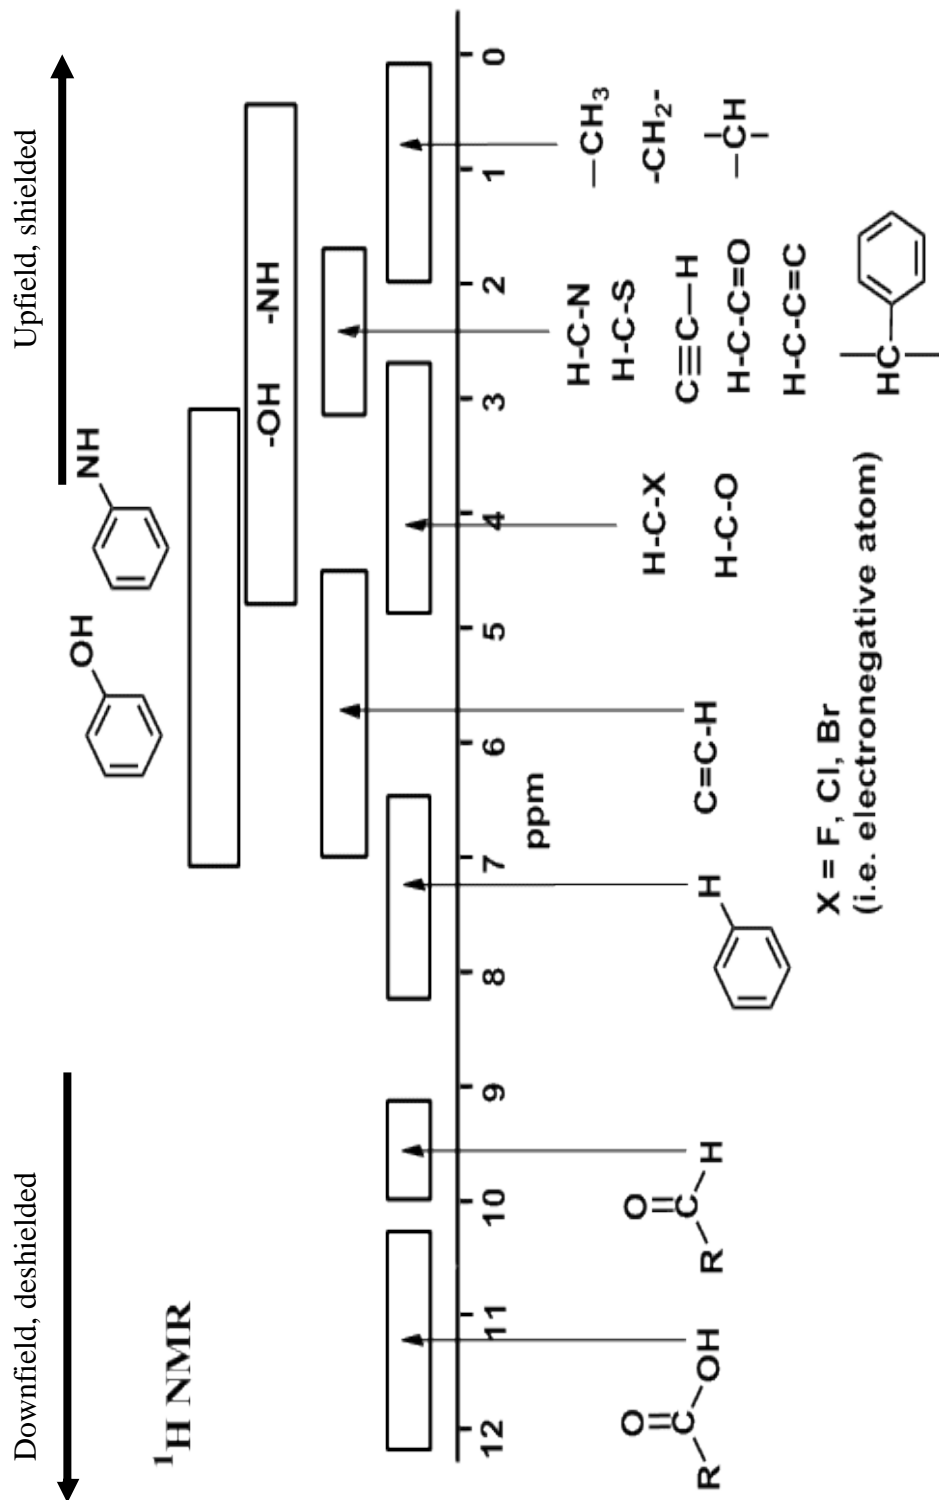 Downfield, deshielded
Upfield, shielded
¹H NMR
OH
NH
-OH
-NH
12
11
10
9
8
7
6
5
4
3
2
1
0
ppm
O
R
C
OH
O
R
C
H
H
C=C-H
H-C-X
H-C-O
H-C-N
H-C-S
C≡C—H
H-C-C=O
H-C-C=C
HC
—CH₃
-CH₂-
—CH
X = F, Cl, Br
(i.e. electronegative atom)